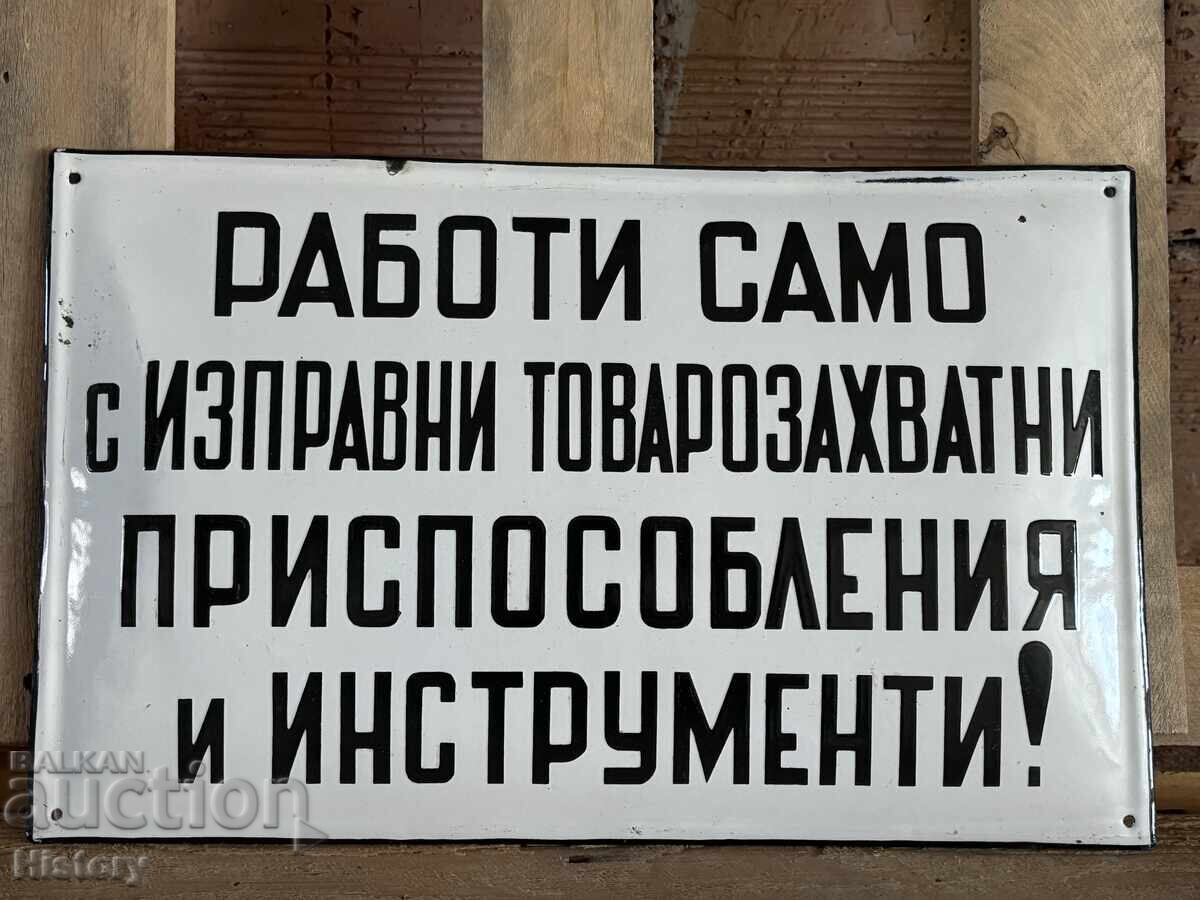 РАБОТИ САМО
с ИЗПРАВНИ ТОВАРОЗАХВАТНИ
ПРИСПОСОБЛЕНИЯ
и ИНСТРУМЕНТИ!
BALKAN
auction
History